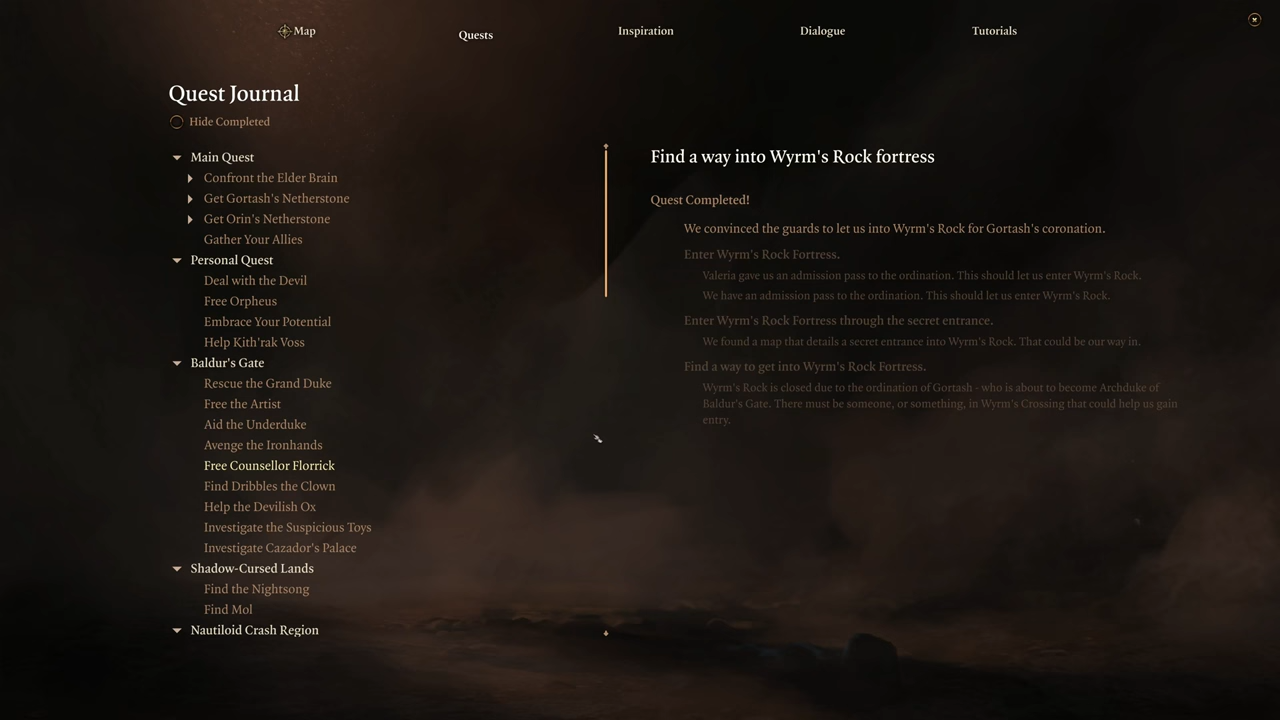 Map
Quests
Inspiration
Dialogue
Tutorials
Quest Journal
Hide Completed
Main Quest
Confront the Elder Brain
Get Gortash's Netherstone
Get Orin's Netherstone
Gather Your Allies
Personal Quest
Deal with the Devil
Free Orpheus
Embrace Your Potential
Help Kith'rak Voss
Baldur's Gate
Rescue the Grand Duke
Free the Artist
Aid the Underduke
Avenge the Ironhands
Free Counsellor Florrick
Find Dribbles the Clown
Help the Devilish Ox
Investigate the Suspicious Toys
Investigate Cazador's Palace
Shadow-Cursed Lands
Find the Nightsong
Find Mol
Nautiloid Crash Region
Find a way into Wyrm's Rock fortress
Quest Completed!
We convinced the guards to let us into Wyrm's Rock for Gortash's coronation.
Enter Wyrm's Rock Fortress.
Valeria gave us an admission pass to the ordination. This should let us enter Wyrm's Rock.
We have an admission pass to the ordination. This should let us enter Wyrm's Rock.
Enter Wyrm's Rock Fortress through the secret entrance.
We found a map that details a secret entrance into Wyrm's Rock. That could be our way in.
Find a way to get into Wyrm's Rock Fortress.
Wyrm's Rock is closed due to the ordination of Gortash - who is about to become Archduke of
Baldur's Gate. There must be someone, or something, in Wyrm's Crossing that could help us gain
entry.